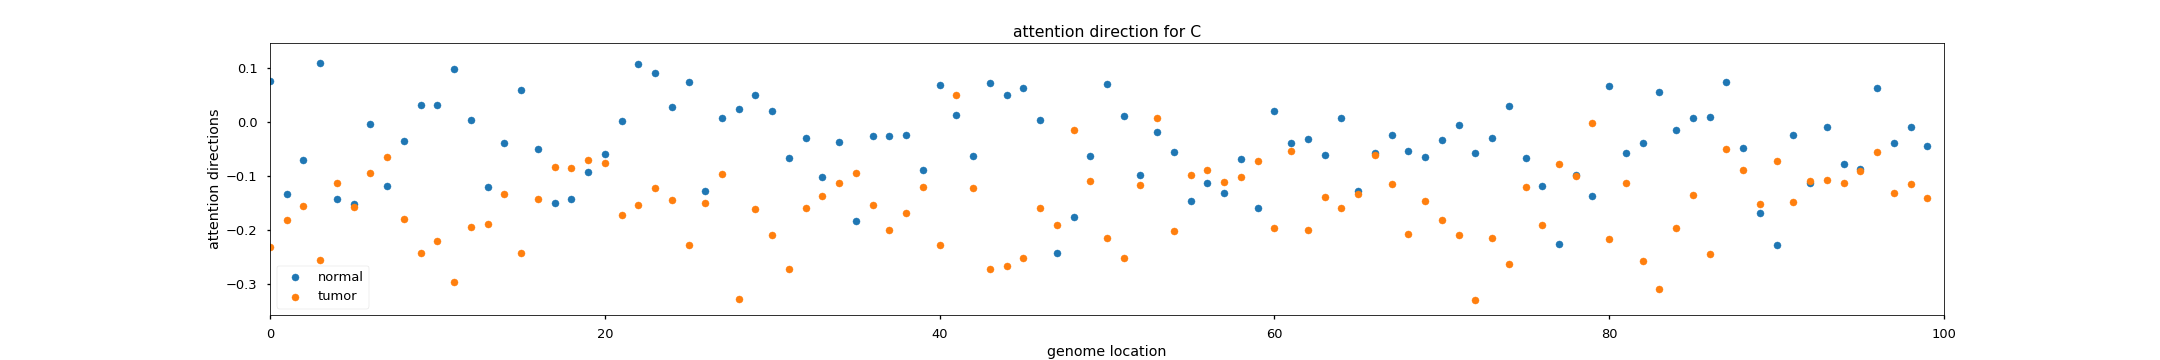 attention direction for C
attention directions
0.1
0.0
−0.1
−0.2
−0.3
normal
tumor
0 20 40 60 80 100
genome location